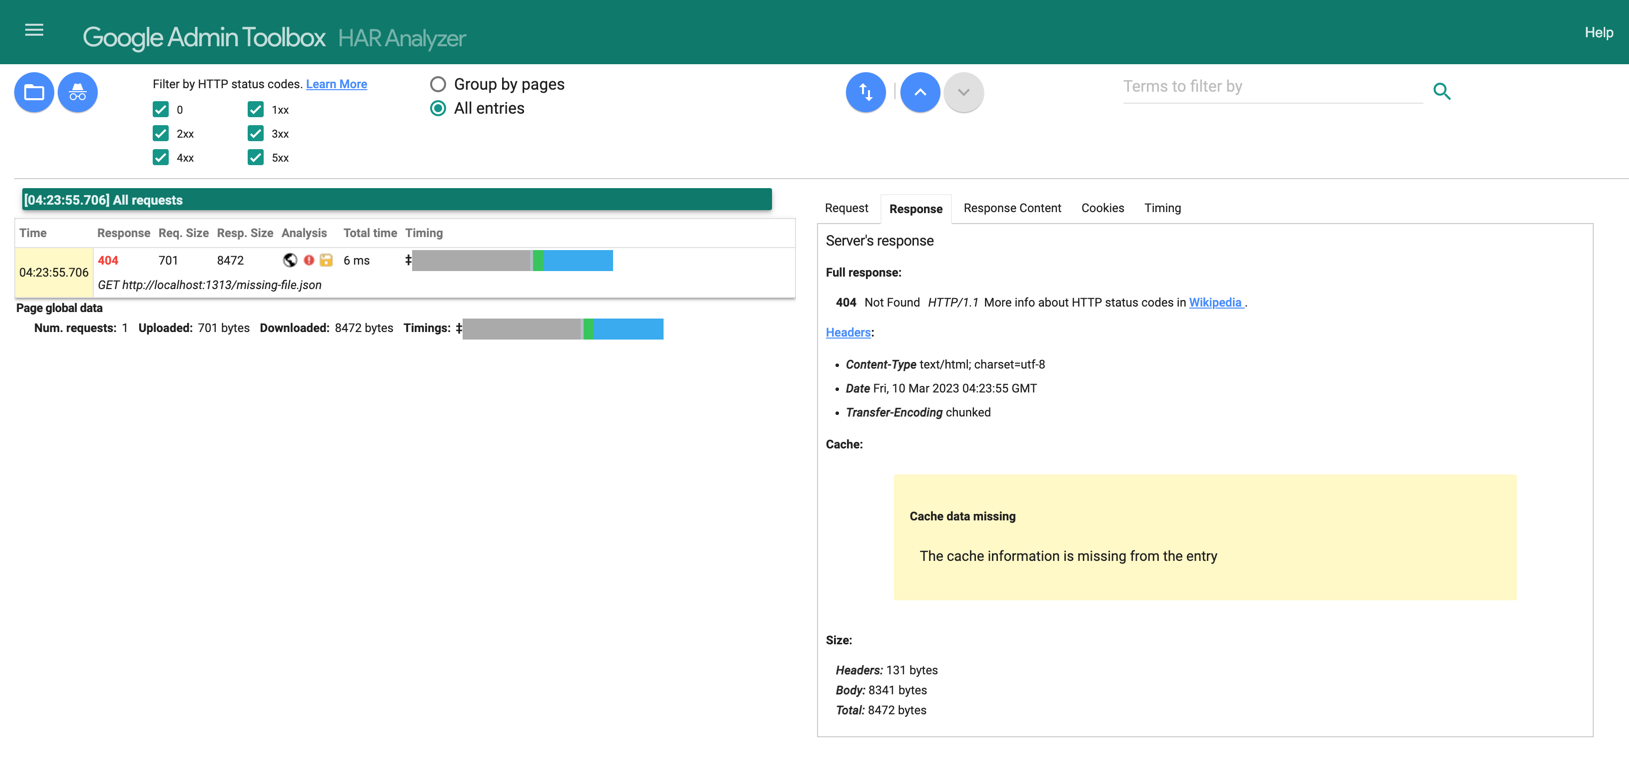 Google Admin Toolbox HAR Analyzer
Help
Filter by HTTP status codes. Learn More
0 1xx
2xx 3xx
4xx 5xx
Group by pages
All entries
Terms to filter by
[04:23:55.706] All requests
Time Response Req. Size Resp. Size Analysis Total time Timing
04:23:55.706 404 701 8472 6 ms ‡
GET http://localhost:1313/missing-file.json
Page global data
Num. requests: 1 Uploaded: 701 bytes Downloaded: 8472 bytes Timings: ‡
Request Response Response Content Cookies Timing
Server's response
Full response:
404 Not Found HTTP/1.1 More info about HTTP status codes in Wikipedia .
Headers:
• Content-Type text/html; charset=utf-8
• Date Fri, 10 Mar 2023 04:23:55 GMT
• Transfer-Encoding chunked
Cache:
Cache data missing
The cache information is missing from the entry
Size:
Headers: 131 bytes
Body: 8341 bytes
Total: 8472 bytes